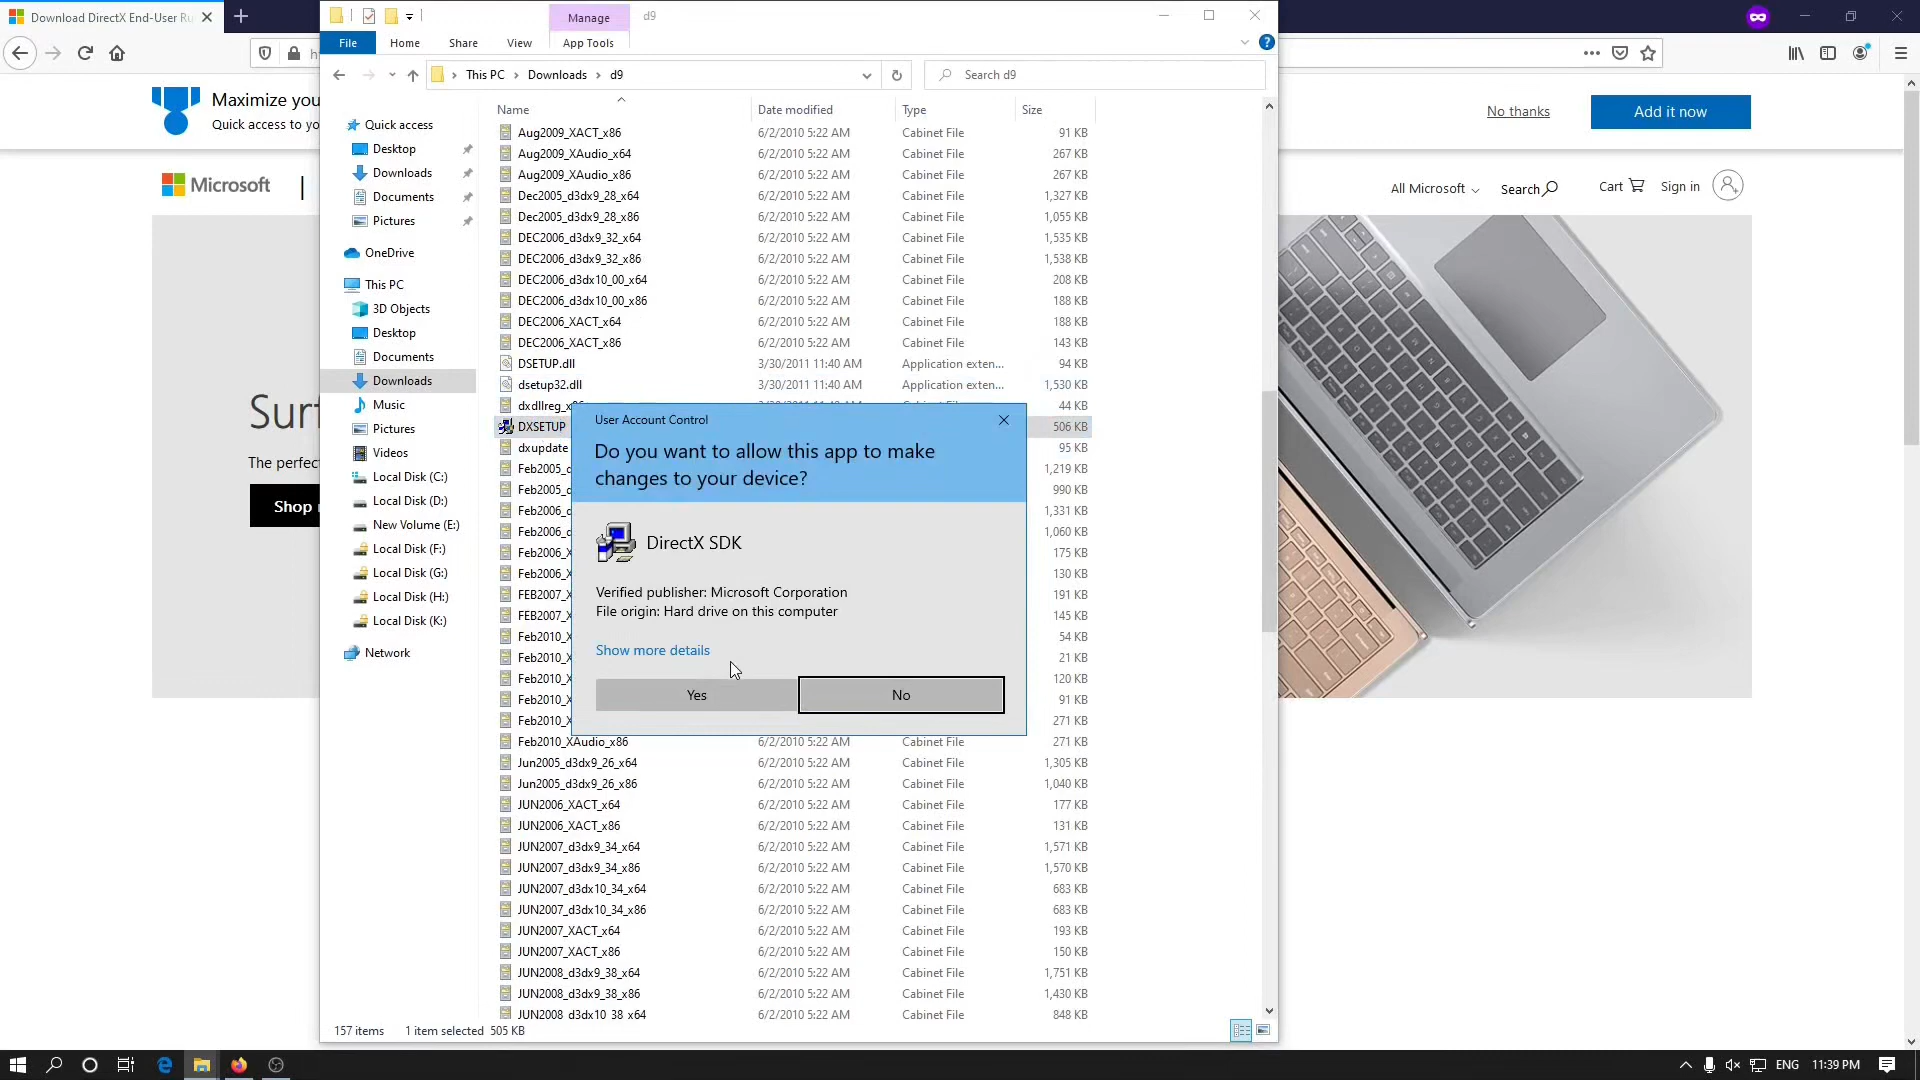 Download DirectX End-User Ru
Manage
d9
File
Home
Share
View
App Tools
This PC
Downloads
d9
Search d9
Maximize you
Quick access to yo
No thanks
Add it now
Microsoft
All Microsoft
Search
Cart
Sign in
Surf
The perfect
Shop
Quick access
Desktop
Downloads
Documents
Pictures
OneDrive
This PC
3D Objects
Desktop
Documents
Downloads
Music
Pictures
Videos
Local Disk (C:)
Local Disk (D:)
New Volume (E:)
Local Disk (F:)
Local Disk (G:)
Local Disk (H:)
Local Disk (K:)
Network
Name Date modified Type Size
Aug2009_XACT_x86 6/2/2010 5:22 AM Cabinet File 91 KB
Aug2009_XAudio_x64 6/2/2010 5:22 AM Cabinet File 267 KB
Aug2009_XAudio_x86 6/2/2010 5:22 AM Cabinet File 267 KB
Dec2005_d3dx9_28_x64 6/2/2010 5:22 AM Cabinet File 1,327 KB
Dec2005_d3dx9_28_x86 6/2/2010 5:22 AM Cabinet File 1,055 KB
DEC2006_d3dx9_32_x64 6/2/2010 5:22 AM Cabinet File 1,535 KB
DEC2006_d3dx9_32_x86 6/2/2010 5:22 AM Cabinet File 1,538 KB
DEC2006_d3dx10_00_x64 6/2/2010 5:22 AM Cabinet File 208 KB
DEC2006_d3dx10_00_x86 6/2/2010 5:22 AM Cabinet File 188 KB
DEC2006_XACT_x64 6/2/2010 5:22 AM Cabinet File 188 KB
DEC2006_XACT_x86 6/2/2010 5:22 AM Cabinet File 143 KB
DSETUP.dll 3/30/2011 11:40 AM Application exten... 94 KB
dsetup32.dll 3/30/2011 11:40 AM Application exten... 1,530 KB
dxdllreg_x 44 KB
DXSETUP 506 KB
dxupdate 95 KB
Feb2005_d 1,219 KB
Feb2005_d 990 KB
Feb2006_d 1,331 KB
Feb2006_d 1,060 KB
Feb2006_X 175 KB
Feb2006_X 130 KB
FEB2007_X 191 KB
FEB2007_X 145 KB
Feb2010_X 54 KB
Feb2010_X 21 KB
Feb2010_X 120 KB
Feb2010_X 91 KB
Feb2010_X 271 KB
Feb2010_XAudio_x86 6/2/2010 5:22 AM Cabinet File 271 KB
Jun2005_d3dx9_26_x64 6/2/2010 5:22 AM Cabinet File 1,305 KB
Jun2005_d3dx9_26_x86 6/2/2010 5:22 AM Cabinet File 1,040 KB
JUN2006_XACT_x64 6/2/2010 5:22 AM Cabinet File 177 KB
JUN2006_XACT_x86 6/2/2010 5:22 AM Cabinet File 131 KB
JUN2007_d3dx9_34_x64 6/2/2010 5:22 AM Cabinet File 1,571 KB
JUN2007_d3dx9_34_x86 6/2/2010 5:22 AM Cabinet File 1,570 KB
JUN2007_d3dx10_34_x64 6/2/2010 5:22 AM Cabinet File 683 KB
JUN2007_d3dx10_34_x86 6/2/2010 5:22 AM Cabinet File 683 KB
JUN2007_XACT_x64 6/2/2010 5:22 AM Cabinet File 193 KB
JUN2007_XACT_x86 6/2/2010 5:22 AM Cabinet File 150 KB
JUN2008_d3dx9_38_x64 6/2/2010 5:22 AM Cabinet File 1,751 KB
JUN2008_d3dx9_38_x86 6/2/2010 5:22 AM Cabinet File 1,430 KB
JUN2008_d3dx10_38_x64 6/2/2010 5:22 AM Cabinet File 848 KB
User Account Control
Do you want to allow this app to make
changes to your device?
DirectX SDK
Verified publisher: Microsoft Corporation
File origin: Hard drive on this computer
Show more details
Yes
No
157 items 1 item selected 505 KB
ENG 11:39 PM